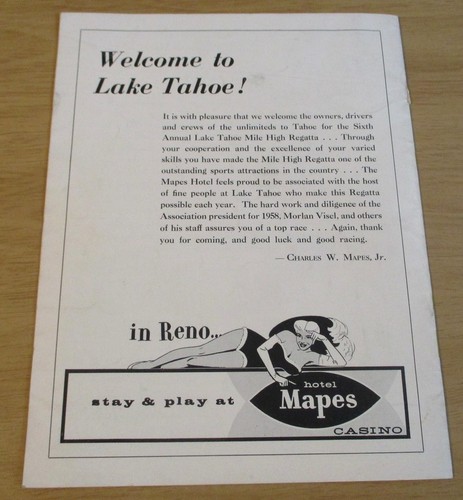 Welcome to
Lake Tahoe!
It is with pleasure that we welcome the owners, drivers
and crews of the unlimiteds to Tahoe for the Sixth
Annual Lake Tahoe Mile High Regatta . . . Through
your cooperation and the excellence of your varied
skills you have made the Mile High Regatta one of the
outstanding sports attractions in the country . . . The
Mapes Hotel feels proud to be associated with the host
of fine people at Lake Tahoe who make this Regatta
possible each year. The hard work and diligence of the
Association president for 1958, Morlan Visel, and others
of his staff assures you of a top race . . . Again, thank
you for coming, and good luck and good racing.
— Charles W. Mapes, Jr.
in Reno...
stay & play at
hotel
Mapes
CASINO